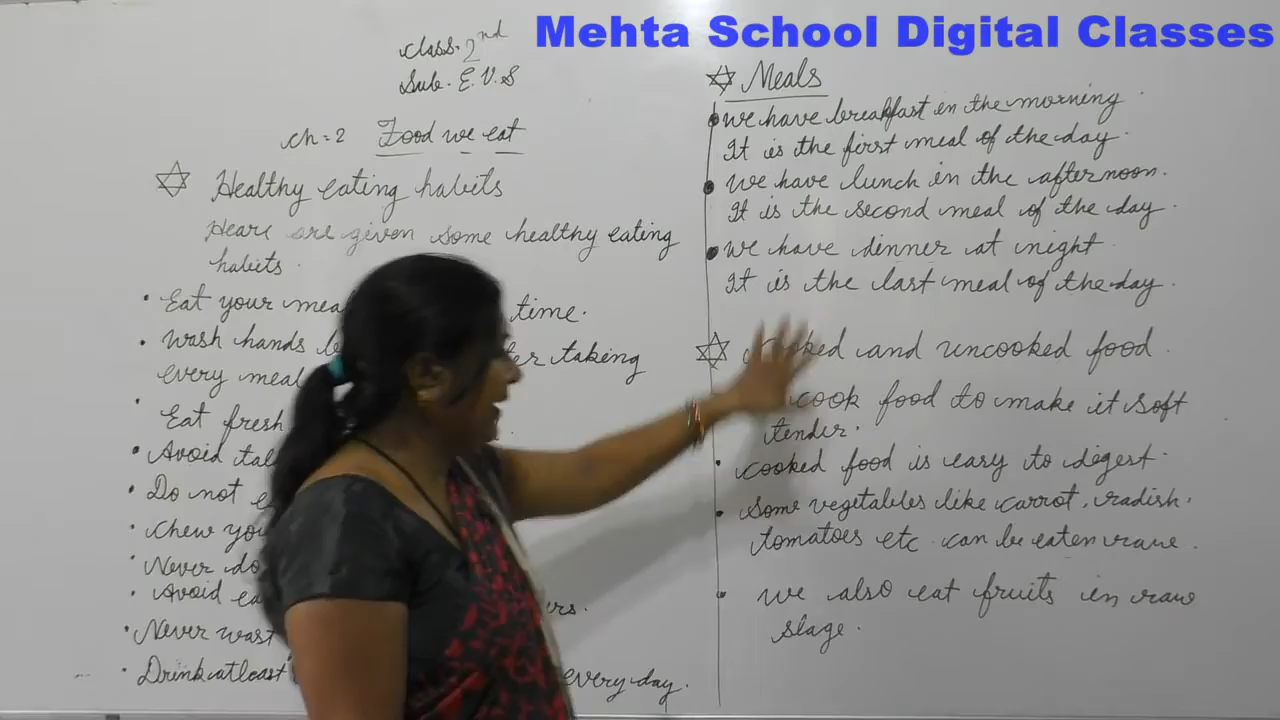 Mehta School Digital Classes
Class. 2nd
Sub. E.V.S
Ch = 2 Food we eat
Healthy eating habits
Heare are given some healthy eating
habits.
Eat your time.
Wash hands taking
every meal
Eat fresh
Avoid
Do not
Chew
Never
Avoid
Never
Drink atleast every day.
Meals
We have breakfast in the morning
It is the first meal of the day.
We have lunch in the afternoon.
It is the second meal of the day.
We have dinner at night
It is the last meal of the day.
and uncooked food.
cook food to make it soft
tender.
Cooked food is easy to digest.
Some vegetables like carrot, radish,
tomatoes etc. can be eaten rawe.
We also eat fruits in raw
stage.